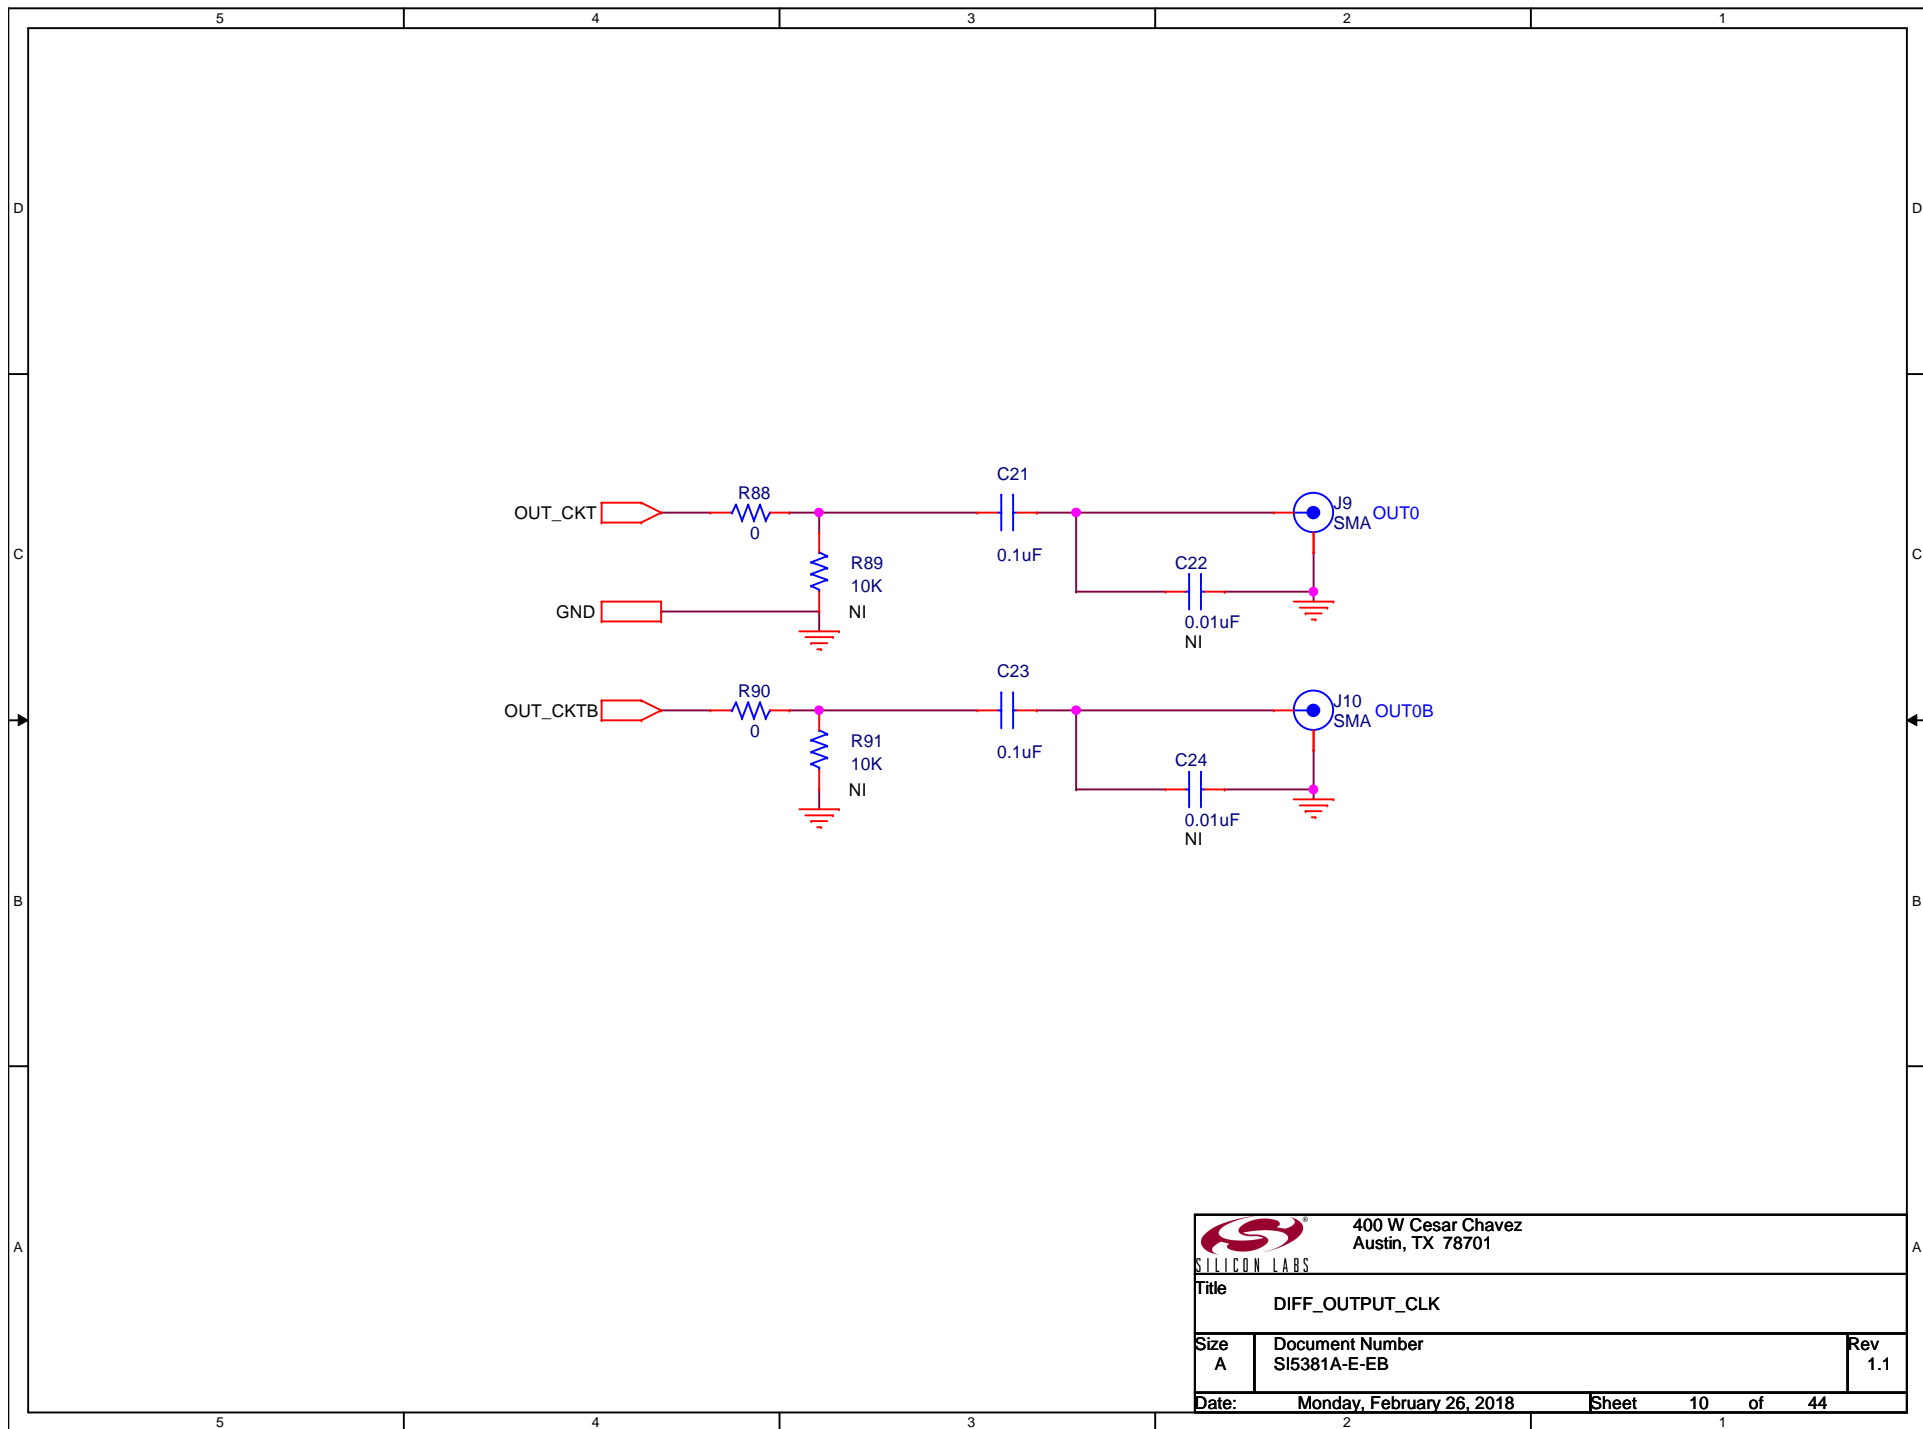 5 4 3 2 1
D D
C21
R88
OUT_CKT
J9
SMA OUT0
0
0.1uF
C C
R89
10K
C22
GND
NI
0.01uF
NI
C23
R90
OUT_CKTB
J10
SMA OUT0B
0
R91
10K
0.1uF
C24
NI
0.01uF
NI
B B
A A
400 W Cesar Chavez
Austin, TX 78701
®
SILICON LABS
Title
DIFF_OUTPUT_CLK
Size Document Number Rev
A SI5381A-E-EB 1.1
Date: Monday, February 26, 2018 Sheet 10 of 44
5 4 3 2 1